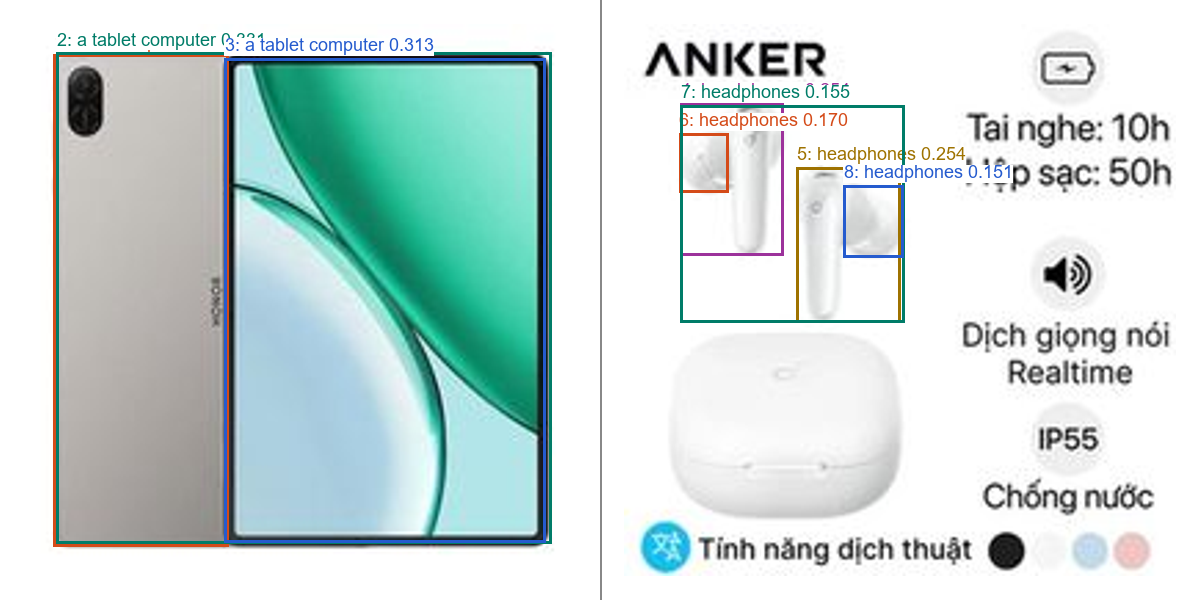 2: a tablet computer
3: a tablet computer 0.313
HONOR
ANKER
7: headphones 0.155
6: headphones 0.170
5: headphones 0.254
8: headphones 0.151
Tai nghe: 10h
Hộp sạc: 50h
Dịch giọng nói
Realtime
IP55
Chống nước
Tính năng dịch thuật